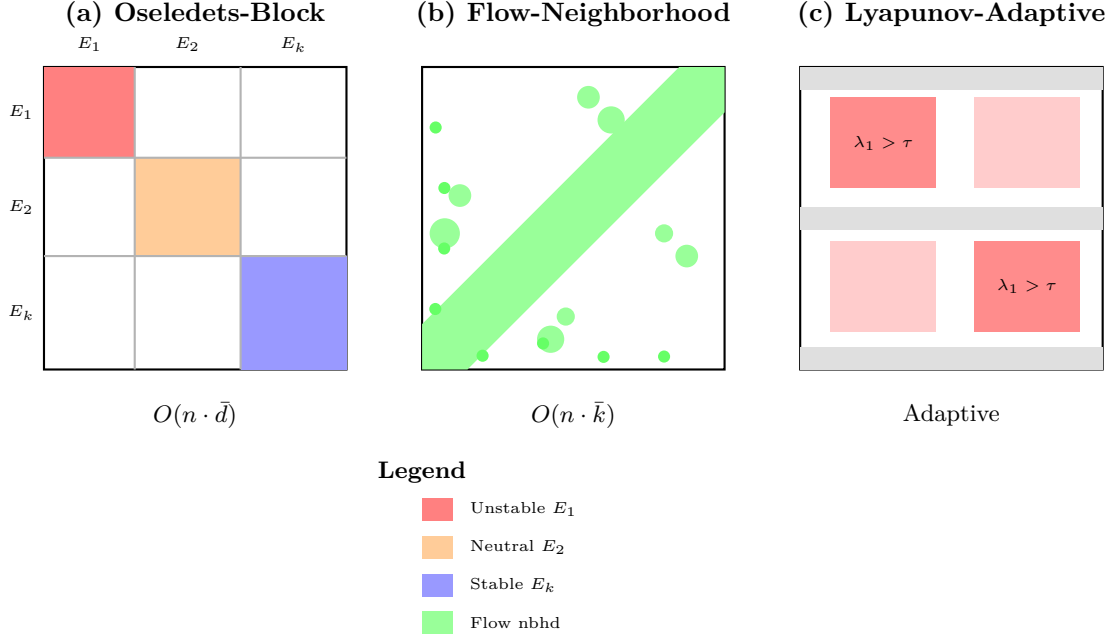 (a) Oseledets-Block
(b) Flow-Neighborhood
(c) Lyapunov-Adaptive
E₁ E₂ Eₖ
E₁
E₂
Eₖ
λ₁ > τ
λ₁ > τ
O(n · d̄)
O(n · k̄)
Adaptive
Legend
Unstable E₁
Neutral E₂
Stable Eₖ
Flow nbhd